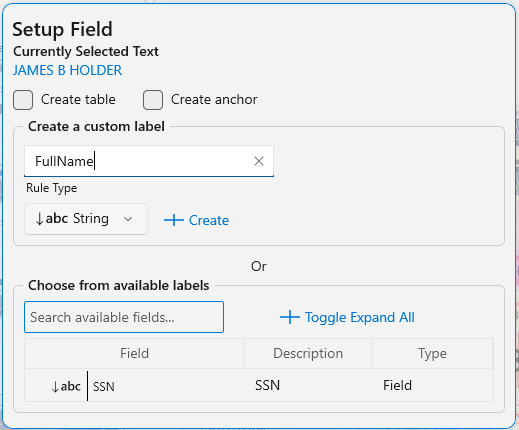 Setup Field
Currently Selected Text
JAMES B HOLDER
Create table Create anchor
Create a custom label
FullName
Rule Type
abc String Create
Or
Choose from available labels
Search available fields... Toggle Expand All
Field Description Type
abc SSN SSN Field